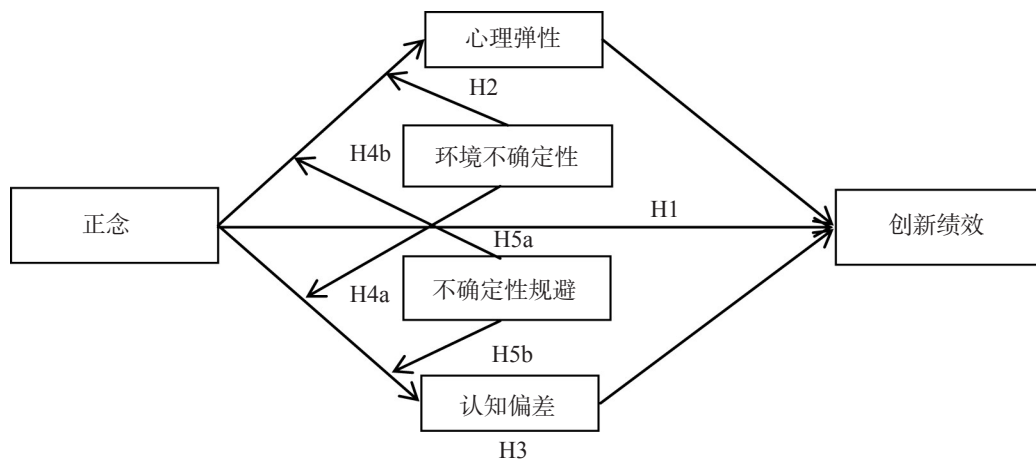 心理弹性
H2
H4b
环境不确定性
正念
H1
创新绩效
H5a
H4a
不确定性规避
H5b
认知偏差
H3